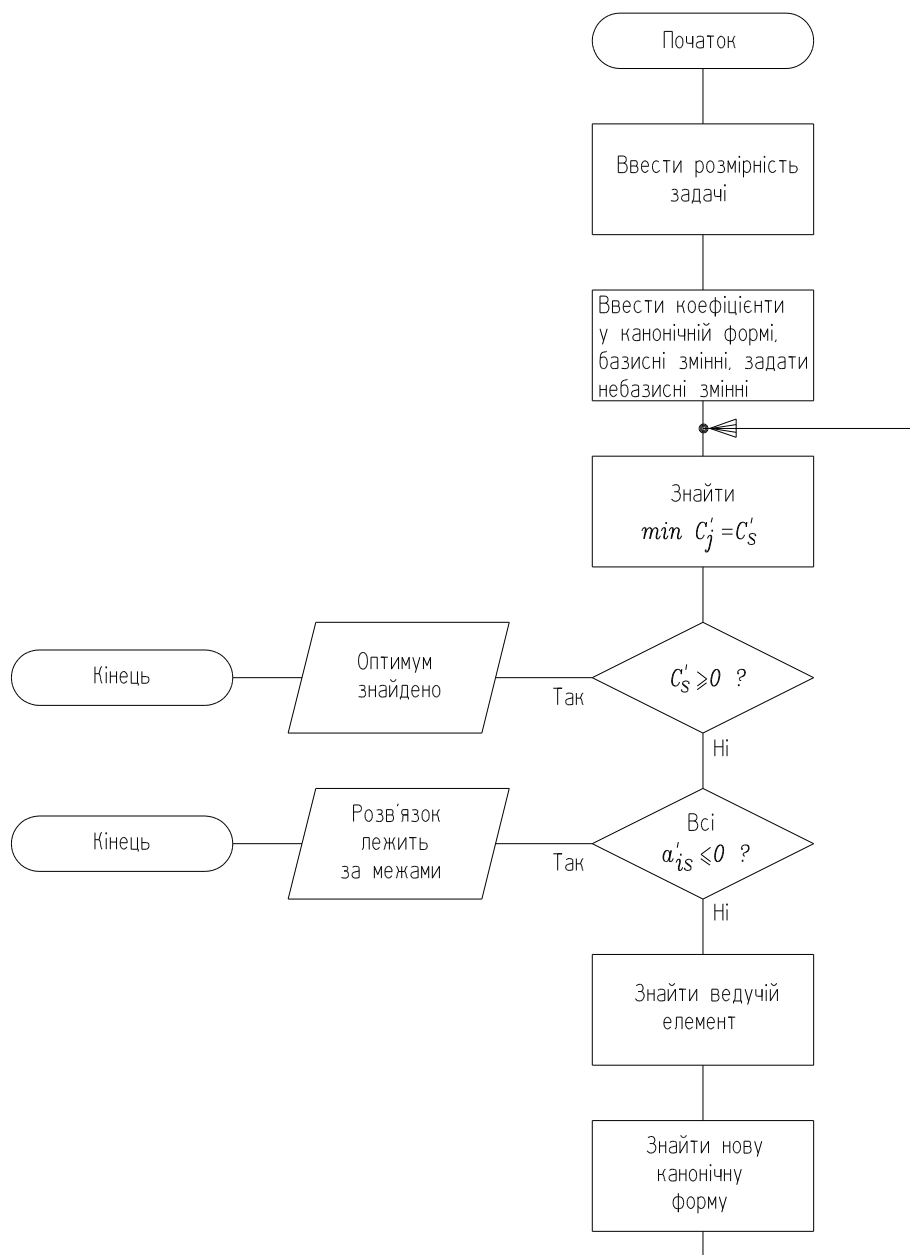 Початок
Ввести розмірність
задачі
Ввести коефіцієнти
у канонічній формі,
базисні змінні, задати
небазисні змінні
Знайти
min C'j=C's
C's⩾0 ?
Так
Оптимум
знайдено
Кінець
Ні
Всі
a'is⩽0 ?
Так
Розв'язок
лежить
за межами
Кінець
Ні
Знайти ведучій
елемент
Знайти нову
канонічну
форму